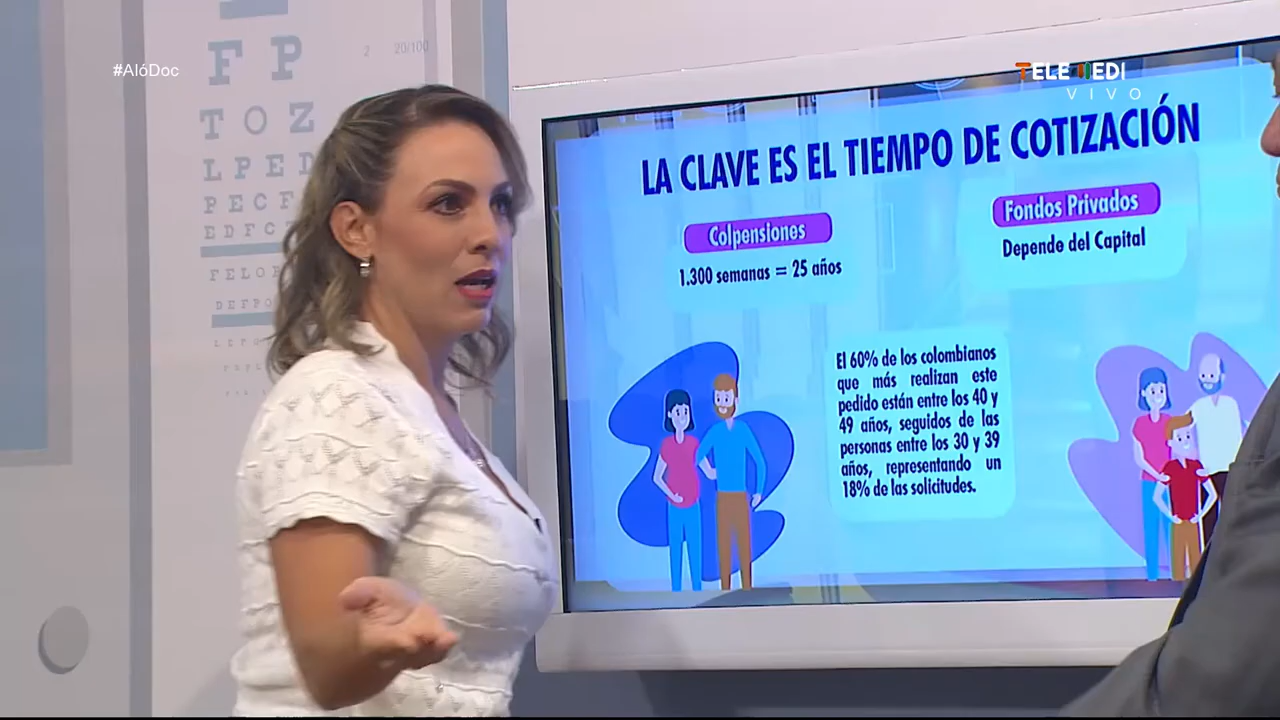 #AlóDoc
F P
2 20/100
T O Z
L P E D
P E C F
E D F C Z
F E L O P
D E F P O
TELEMEDI
VIVO
LA CLAVE ES EL TIEMPO DE COTIZACIÓN
Colpensiones
1.300 semanas = 25 años
Fondos Privados
Depende del Capital
El 60% de los colombianos
que más realizan este
pedido están entre los 40 y
49 años, seguidos de las
personas entre los 30 y 39
años, representando un
18% de las solicitudes.